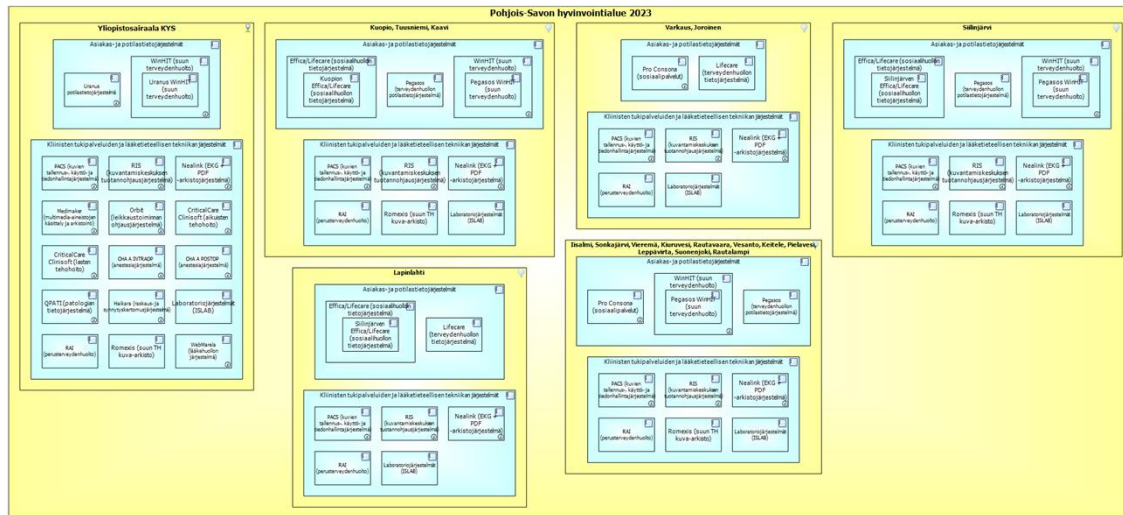 Pohjois-Savon hyvinvointialue 2023
Yliopistosairaala KYS
Asiakas- ja potilastietojärjestelmät
Uranus
potilastietojärjestelmä)
WinHIT (suun
terveydenhuolto)
Uranus WinHIT
(suun
terveydenhuolto)
Kliinisten tukipalveluiden ja lääketieteellisen tekniikan järjestelmät
PACS (kuvien
tallennus-, käyttö- ja
tiedonhallintajärjestelmä)
RIS
(kuvantamiskeskuksen
tuotannohjausjärjestelmä)
Nealink (EKG +
PDF
-arkistojärjestelmä)
Medimaker
(multimedia-aineistojen
käsittely ja arkistointi)
Orbit
(leikkaustoiminnan
ohjausjärjestelmä)
CriticalCare
Clinisoft (aikuisten
tehohoito)
CriticalCare
Clinisoft (lasten
tehohoito)
CHA A INTRAOP
(anestesiajärjestelmä)
CHA A POSTOP
(anestesiajärjestelmä)
QPATI (patologian
tietojärjestelmä)
Haikara (raskaus- ja
synnytyskertomusjärjestelmä)
Laboratoriojärjestelmät
(ISLAB)
RAI
(perusterveydenhuolto)
Romexis (suun TH
kuva-arkisto)
WebMarela
(lääkehuollon
järjestelmä)
Kuopio, Tuusniemi, Kaavi
Asiakas- ja potilastietojärjestelmät
Effica/Lifecare (sosiaalihuollon
tietojärjestelmä)
Kuopion
Effica/Lifecare
(sosiaalihuollon
tietojärjestelmä)
Pegasos
(terveydenhuollon
potilastietojärjestelmä)
WinHIT (suun
terveydenhuolto)
Pegasos WinHIT
(suun
terveydenhuolto)
Kliinisten tukipalveluiden ja lääketieteellisen tekniikan järjestelmät
PACS (kuvien
tallennus-, käyttö- ja
tiedonhallintajärjestelmä)
RIS
(kuvantamiskeskuksen
tuotannohjausjärjestelmä)
Nealink (EKG +
PDF
-arkistojärjestelmä)
RAI
(perusterveydenhuolto)
Romexis (suun TH
kuva-arkisto)
Laboratoriojärjestelmät
(ISLAB)
Lapinlahti
Asiakas- ja potilastietojärjestelmät
Effica/Lifecare (sosiaalihuollon
tietojärjestelmä)
Siilinjärven
Effica/Lifecare
(sosiaalihuollon
tietojärjestelmä)
Lifecare
(terveydenhuollon
tietojärjestelmä)
Kliinisten tukipalveluiden ja lääketieteellisen tekniikan järjestelmät
PACS (kuvien
tallennus-, käyttö- ja
tiedonhallintajärjestelmä)
RIS
(kuvantamiskeskuksen
tuotannohjausjärjestelmä)
Nealink (EKG +
PDF
-arkistojärjestelmä)
RAI
(perusterveydenhuolto)
Laboratoriojärjestelmät
(ISLAB)
Varkaus, Joroinen
Asiakas- ja potilastietojärjestelmät
Pro Consona
(sosiaalipalvelut)
Lifecare
(terveydenhuollon
tietojärjestelmä)
Kliinisten tukipalveluiden ja lääketieteellisen tekniikan järjestelmät
PACS (kuvien
tallennus-, käyttö- ja
tiedonhallintajärjestelmä)
RIS
(kuvantamiskeskuksen
tuotannohjausjärjestelmä)
Nealink (EKG +
PDF
-arkistojärjestelmä)
RAI
(perusterveydenhuolto)
Laboratoriojärjestelmät
(ISLAB)
Iisalmi, Sonkajärvi, Vieremä, Kiuruvesi, Rautavaara, Vesanto, Keitele, Pielavesi,
Leppävirta, Suonenjoki, Rautalampi
Asiakas- ja potilastietojärjestelmät
Pro Consona
(sosiaalipalvelut)
WinHIT (suun
terveydenhuolto)
Pegasos WinHIT
(suun
terveydenhuolto)
Pegasos
(terveydenhuollon
potilastietojärjestelmä)
Kliinisten tukipalveluiden ja lääketieteellisen tekniikan järjestelmät
PACS (kuvien
tallennus-, käyttö- ja
tiedonhallintajärjestelmä)
RIS
(kuvantamiskeskuksen
tuotannohjausjärjestelmä)
Nealink (EKG +
PDF
-arkistojärjestelmä)
RAI
(perusterveydenhuolto)
Romexis (suun TH
kuva-arkisto)
Laboratoriojärjestelmät
(ISLAB)
Siilinjärvi
Asiakas- ja potilastietojärjestelmät
Effica/Lifecare (sosiaalihuollon
tietojärjestelmä)
Siilinjärven
Effica/Lifecare
(sosiaalihuollon
tietojärjestelmä)
Pegasos
(terveydenhuollon
potilastietojärjestelmä)
WinHIT (suun
terveydenhuolto)
Pegasos WinHIT
(suun
terveydenhuolto)
Kliinisten tukipalveluiden ja lääketieteellisen tekniikan järjestelmät
PACS (kuvien
tallennus-, käyttö- ja
tiedonhallintajärjestelmä)
RIS
(kuvantamiskeskuksen
tuotannohjausjärjestelmä)
Nealink (EKG +
PDF
-arkistojärjestelmä)
RAI
(perusterveydenhuolto)
Romexis (suun TH
kuva-arkisto)
Laboratoriojärjestelmät
(ISLAB)